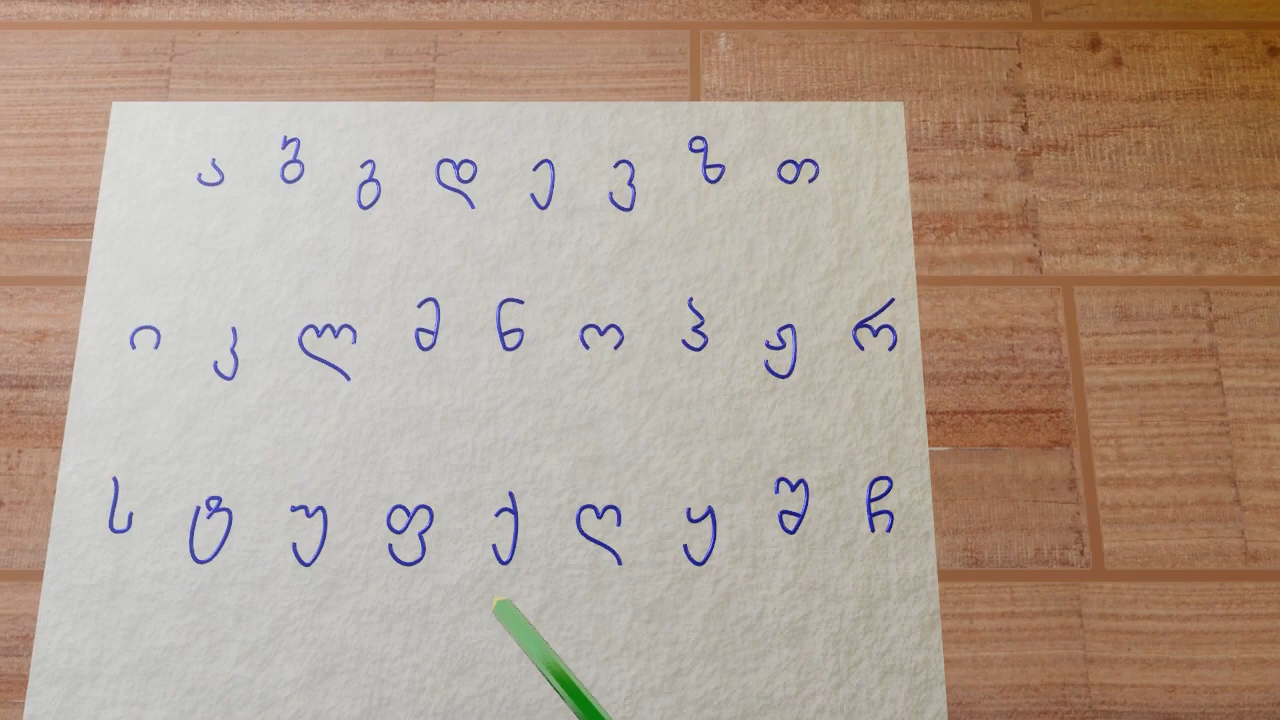 ა ბ გ დ ე ვ ზ თ
ი კ ლ მ ნ ო პ ჟ რ
ს ტ უ ფ ქ ღ ყ შ ჩ